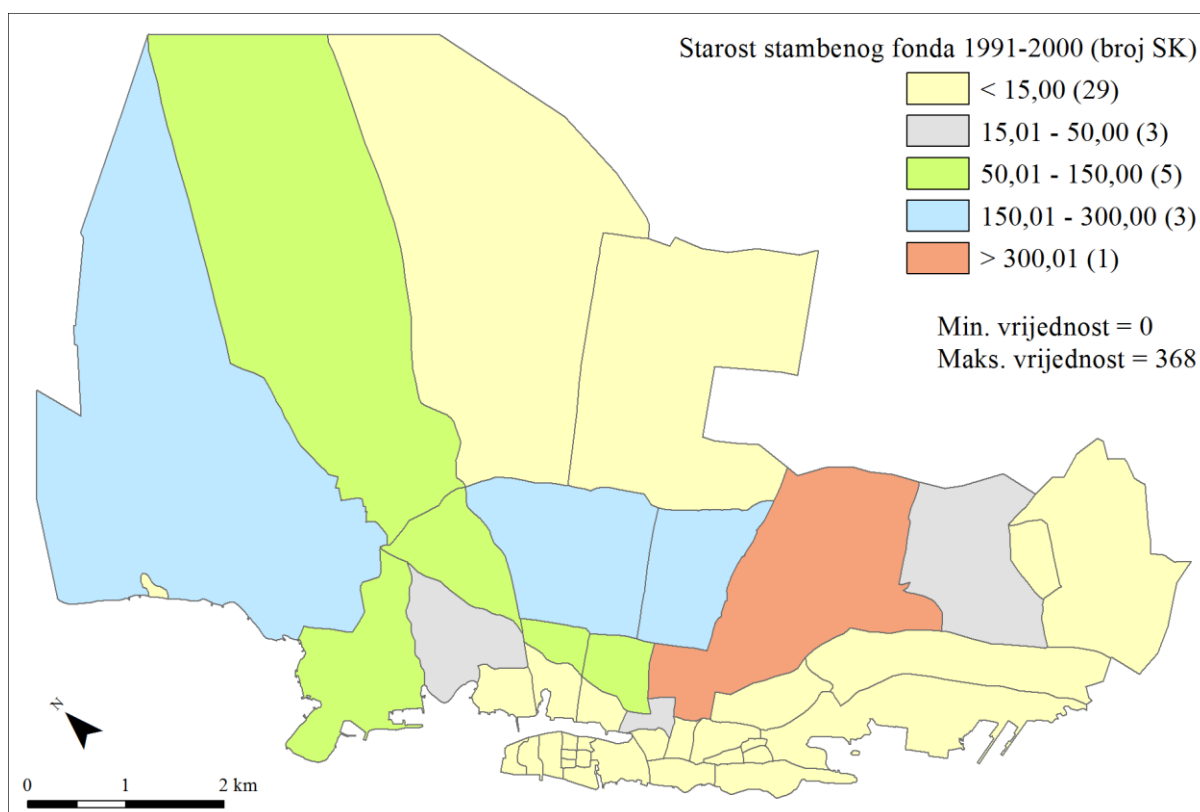 Starost stambenog fonda 1991-2000 (broj SK)
< 15,00 (29)
15,01 - 50,00 (3)
50,01 - 150,00 (5)
150,01 - 300,00 (3)
> 300,01 (1)
Min. vrijednost = 0
Maks. vrijednost = 368
N
0 1 2 km